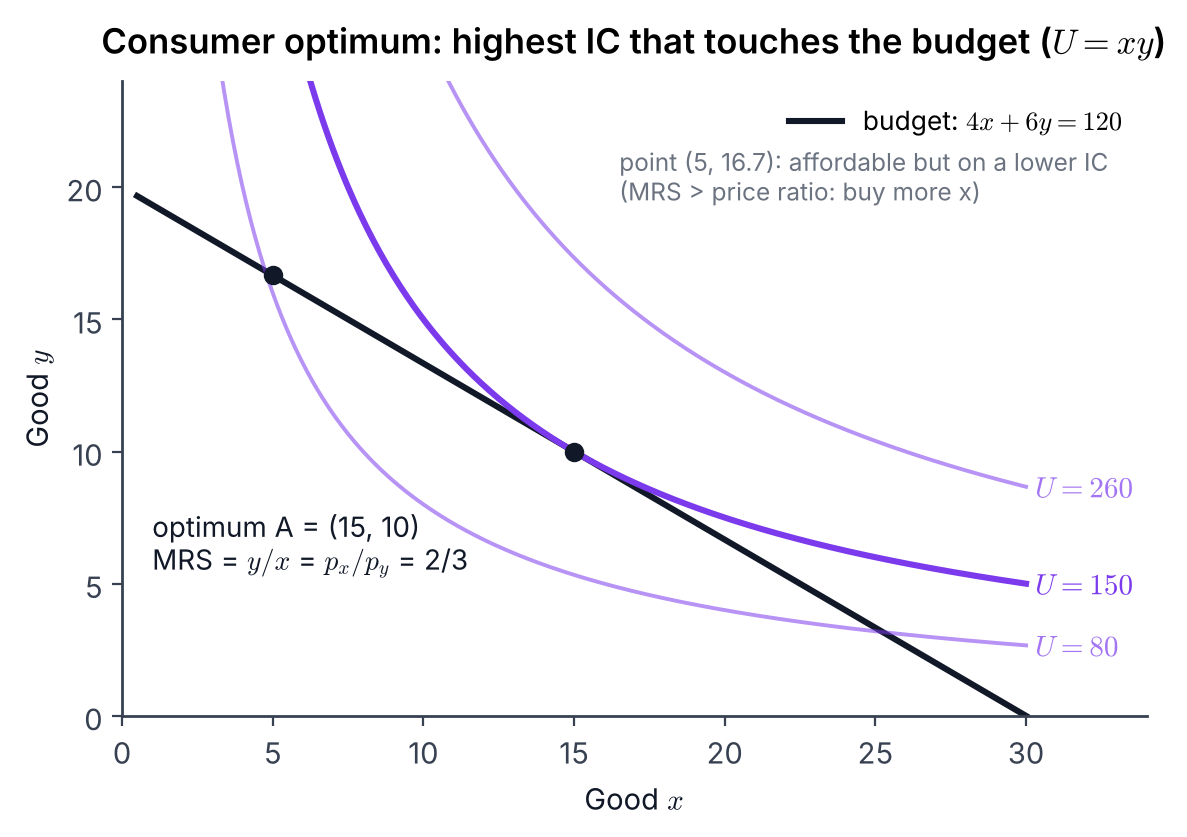 Consumer optimum: highest IC that touches the budget (U = xy)
budget: 4x + 6y = 120
point (5, 16.7): affordable but on a lower IC
(MRS > price ratio: buy more x)
20
15
10
5
0
Good y
optimum A = (15, 10)
MRS = y/x = pₓ/p_y = 2/3
U = 260
U = 150
U = 80
0 5 10 15 20 25 30
Good x